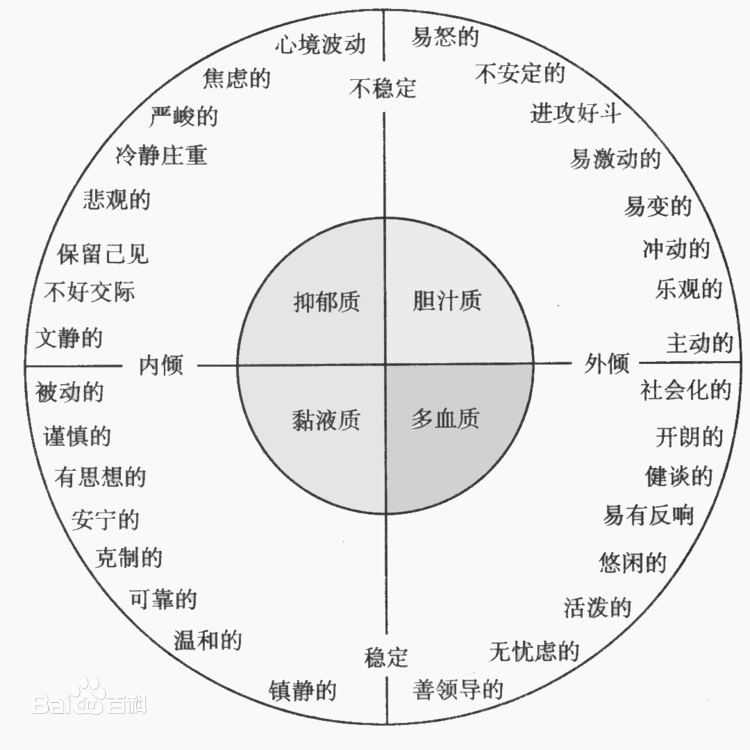 心境波动
易怒的
焦虑的
不稳定
不安定的
严峻的
进攻好斗
冷静庄重
易激动的
悲观的
易变的
保留己见
冲动的
不好交际
乐观的
抑郁质
胆汁质
文静的
主动的
内倾
外倾
被动的
社会化的
黏液质
多血质
谨慎的
开朗的
有思想的
健谈的
安宁的
易有反响
克制的
悠闲的
可靠的
活泼的
温和的
无忧虑的
稳定
镇静的
善领导的
Baidu百科